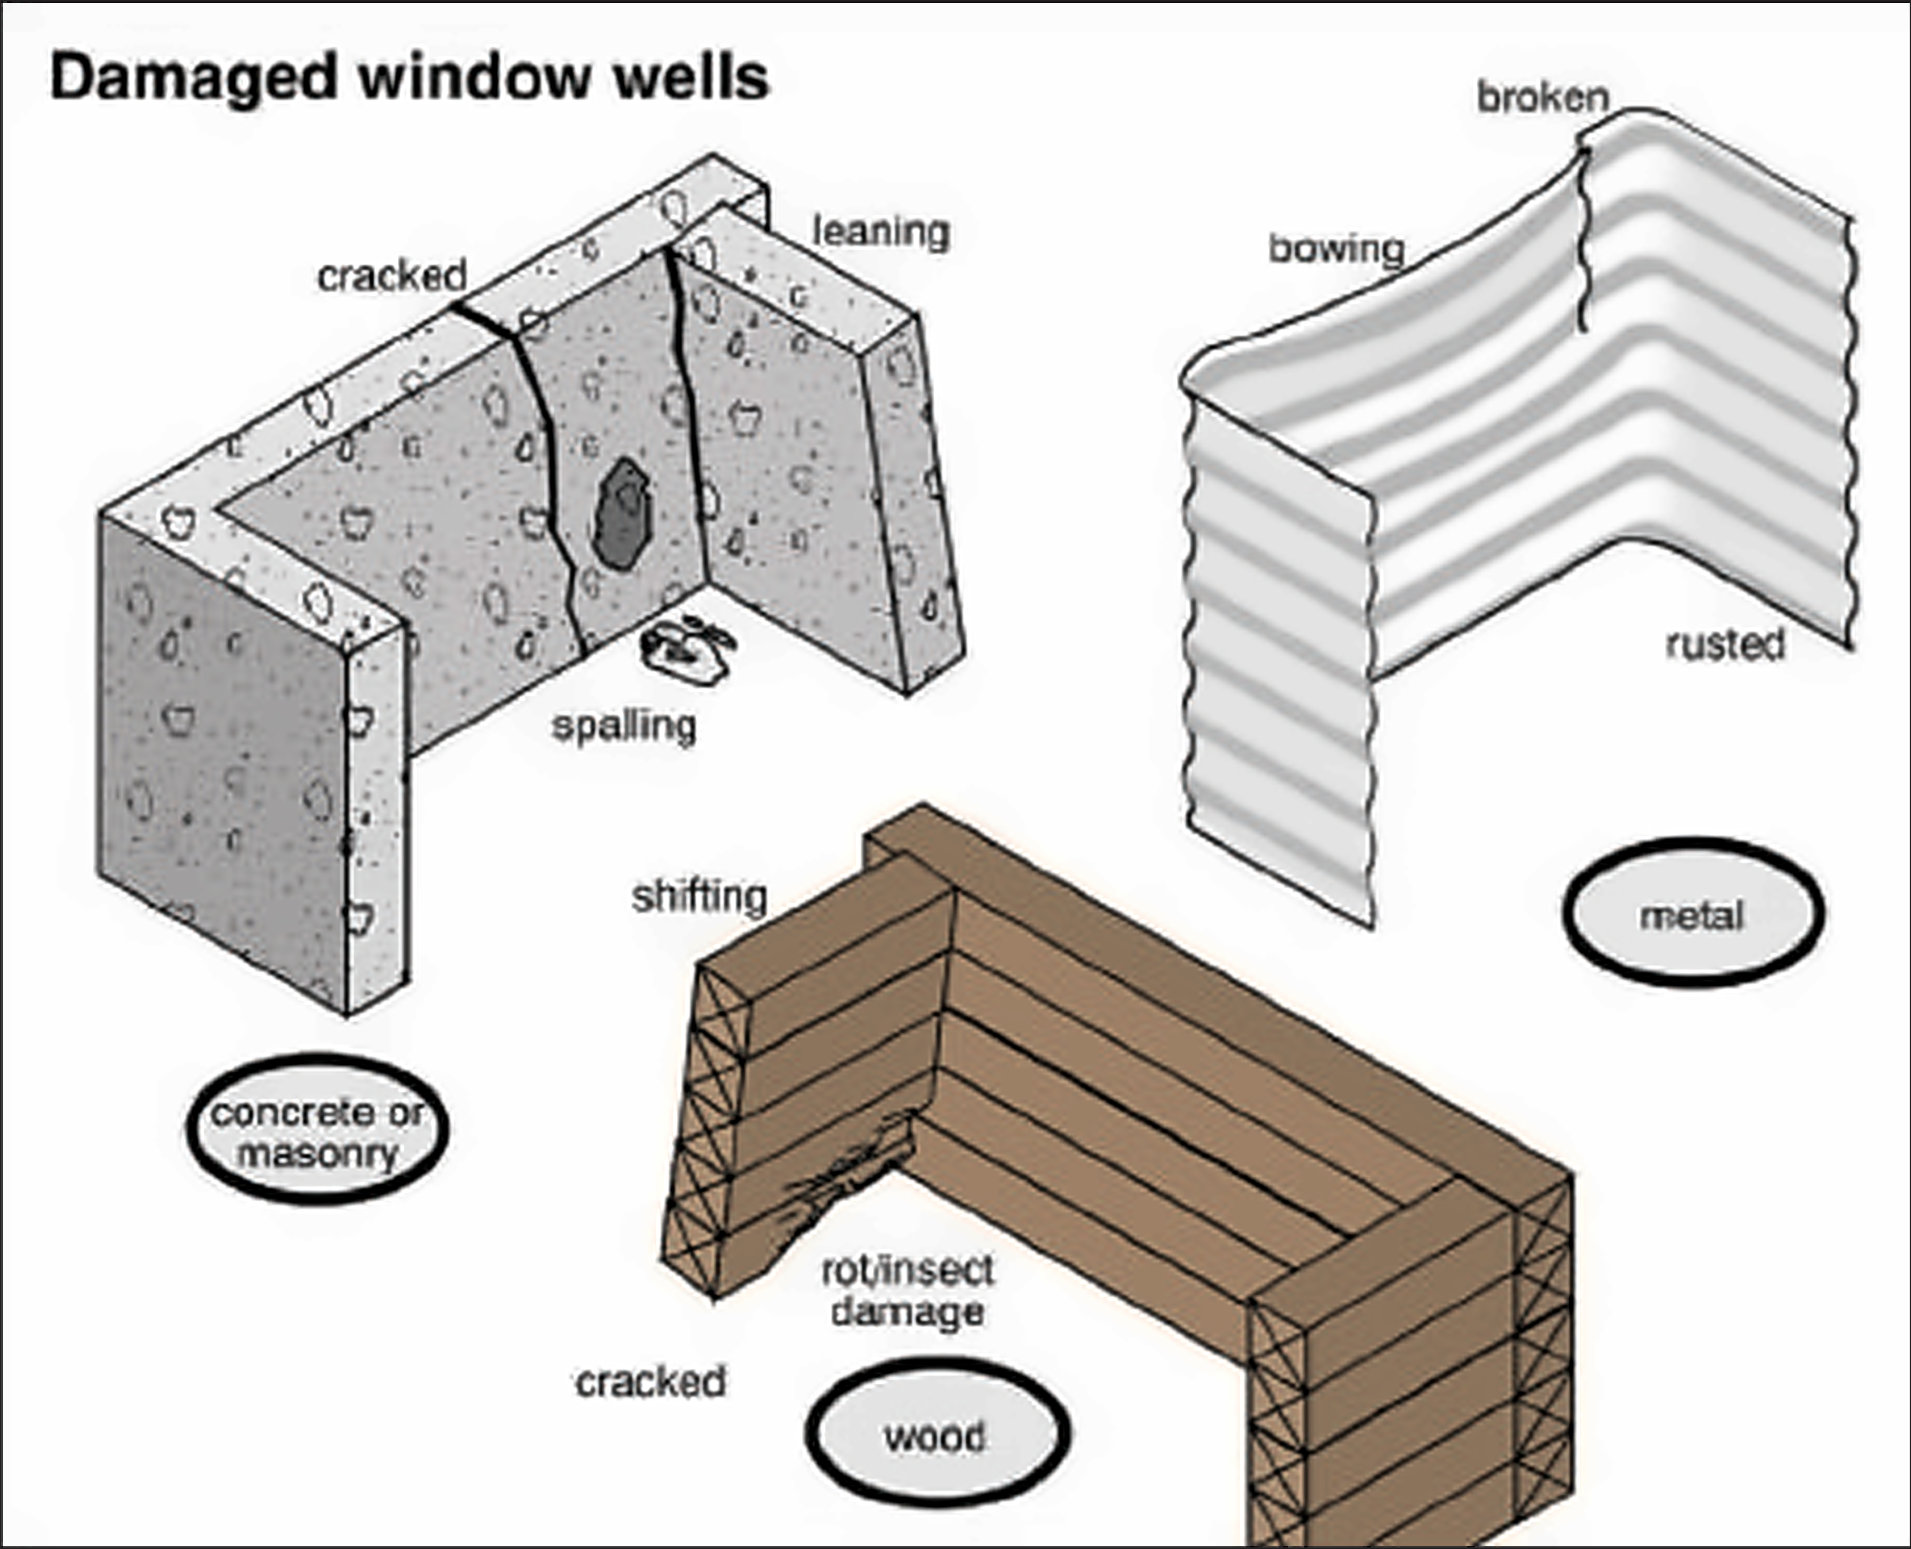 Damaged window wells
broken
leaning
bowing
cracked
rusted
spalling
shifting
metal
concrete or
masonry
rot/insect
damage
cracked
wood